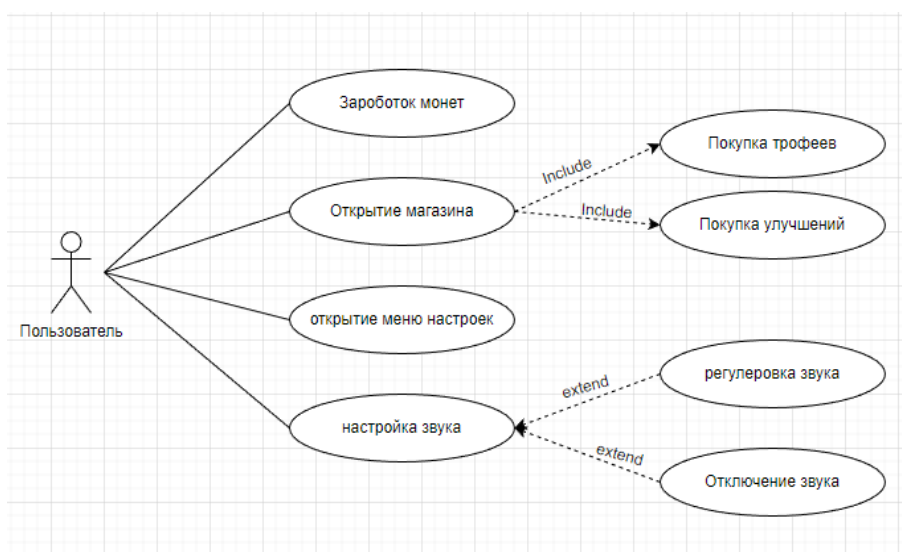 Зароботок монет
Покупка трофеев
Include
Открытие магазина
Include
Покупка улучшений
Пользователь
открытие меню настроек
регулеровка звука
extend
настройка звука
extend
Отключение звука